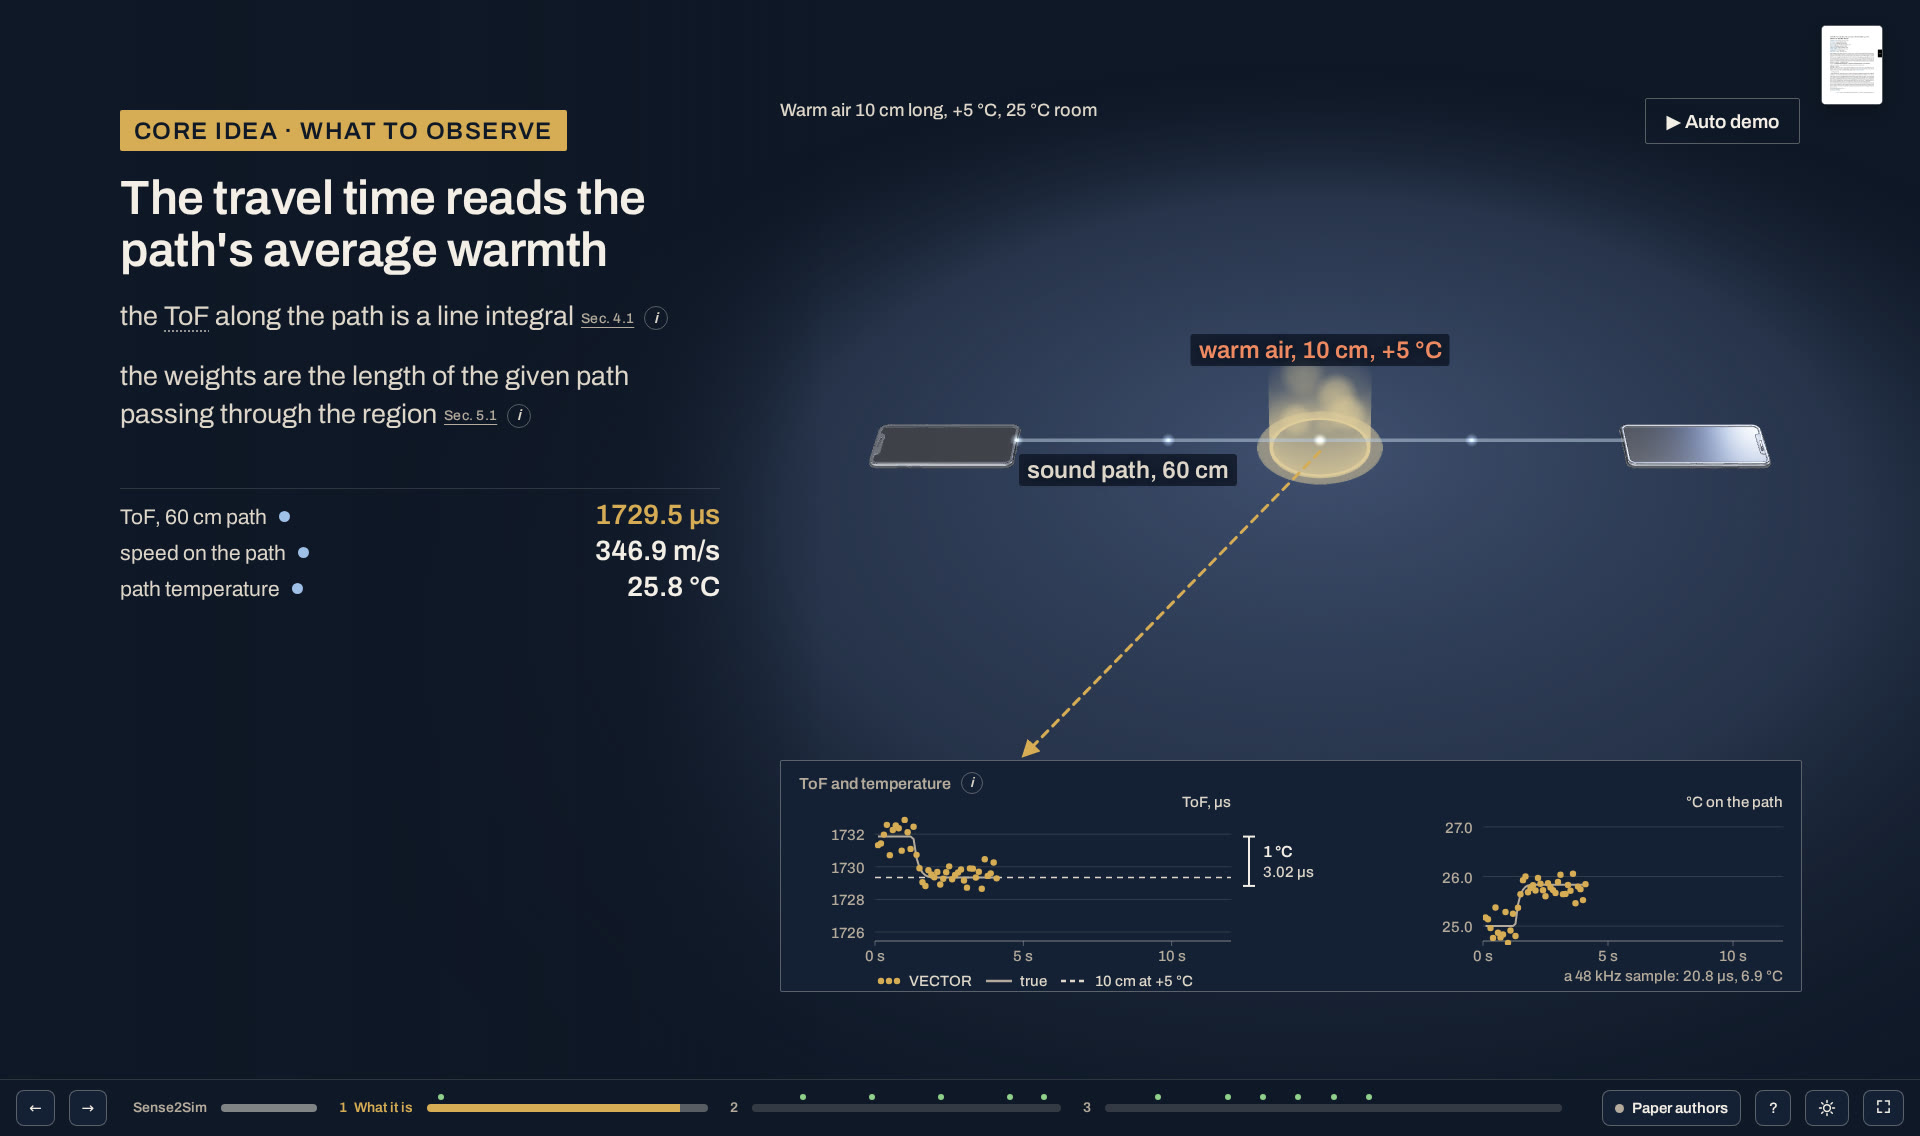 CORE IDEA · WHAT TO OBSERVE
The travel time reads the
path's average warmth
the ToF along the path is a line integral Sec. 4.1 i
the weights are the length of the given path
passing through the region Sec. 5.1 i
ToF, 60 cm path 1729.5 µs
speed on the path 346.9 m/s
path temperature 25.8 °C
Warm air 10 cm long, +5 °C, 25 °C room
▶ Auto demo
warm air, 10 cm, +5 °C
sound path, 60 cm
ToF and temperature i
ToF, µs
1732
1730
1728
1726
0 s 5 s 10 s
1 °C
3.02 µs
VECTOR true 10 cm at +5 °C
°C on the path
27.0
26.0
25.0
0 s 5 s 10 s
a 48 kHz sample: 20.8 µs, 6.9 °C
← → Sense2Sim 1 What it is 2 3 Paper authors ?